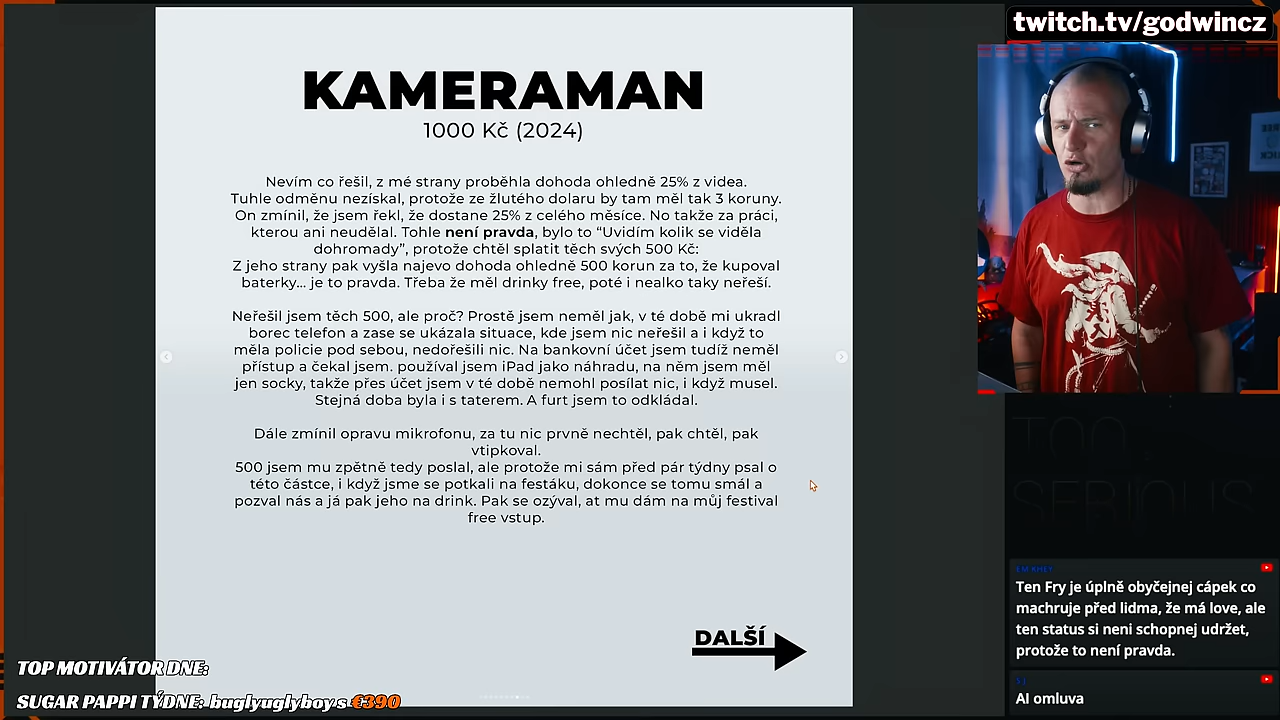 twitch.tv/godwincz
KAMERAMAN
1000 Kč (2024)
Nevím co řešil, z mé strany proběhla dohoda ohledně 25% z videa.
Tuhle odměnu nezískal, protože ze žlutého dolaru by tam měl tak 3 koruny.
On zmínil, že jsem řekl, že dostane 25% z celého měsíce. No takže za práci,
kterou ani neudělal. Tohle není pravda, bylo to “Uvidím kolik se viděla
dohromady”, protože chtěl splatit těch svých 500 Kč:
Z jeho strany pak vyšla najevo dohoda ohledně 500 korun za to, že kupoval
baterky... je to pravda. Třeba že měl drinky free, poté i nealko taky neřeší.
Neřešil jsem těch 500, ale proč? Prostě jsem neměl jak, v té době mi ukradl
borec telefon a zase se ukázala situace, kde jsem nic neřešil a i když to
měla policie pod sebou, nedořešili nic. Na bankovní účet jsem tudíž neměl
přístup a čekal jsem. používal jsem iPad jako náhradu, na něm jsem měl
jen socky, takže přes účet jsem v té době nemohl posílat nic, i když musel.
Stejná doba byla i s taterem. A furt jsem to odkládal.
Dále zmínil opravu mikrofonu, za tu nic prvně nechtěl, pak chtěl, pak
vtipkoval.
500 jsem mu zpětně tedy poslal, ale protože mi sám před pár týdny psal o
této částce, i když jsme se potkali na festáku, dokonce se tomu smál a
pozval nás a já pak jeho na drink. Pak se ozýval, at mu dám na můj festival
free vstup.
DALŠÍ
TOO
SERIOUS
Ten Fry je úplně obyčejnej cápek co
machruje před lidma, že má love, ale
ten status si neni schopnej udržet,
protože to není pravda.
AI omluva
TOP MOTIVÁTOR DNE:
SUGAR PAPPI TÝDNE: buglyuglyboy s €390